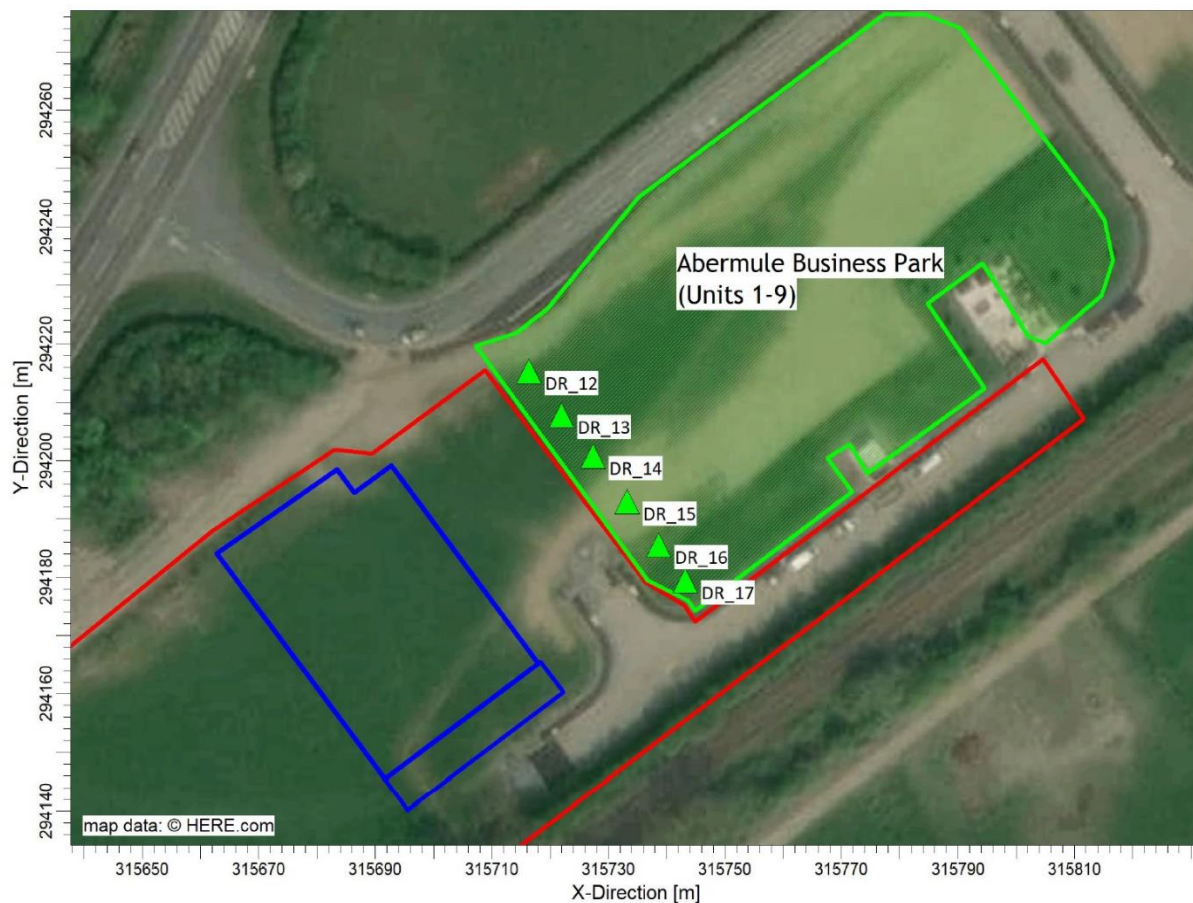 294260
294240
294220
294200
294180
294160
294140
Y-Direction [m]
Abermule Business Park
(Units 1-9)
DR_12
DR_13
DR_14
DR_15
DR_16
DR_17
map data: © HERE.com
315650
315670
315690
315710
315730
315750
315770
315790
315810
X-Direction [m]